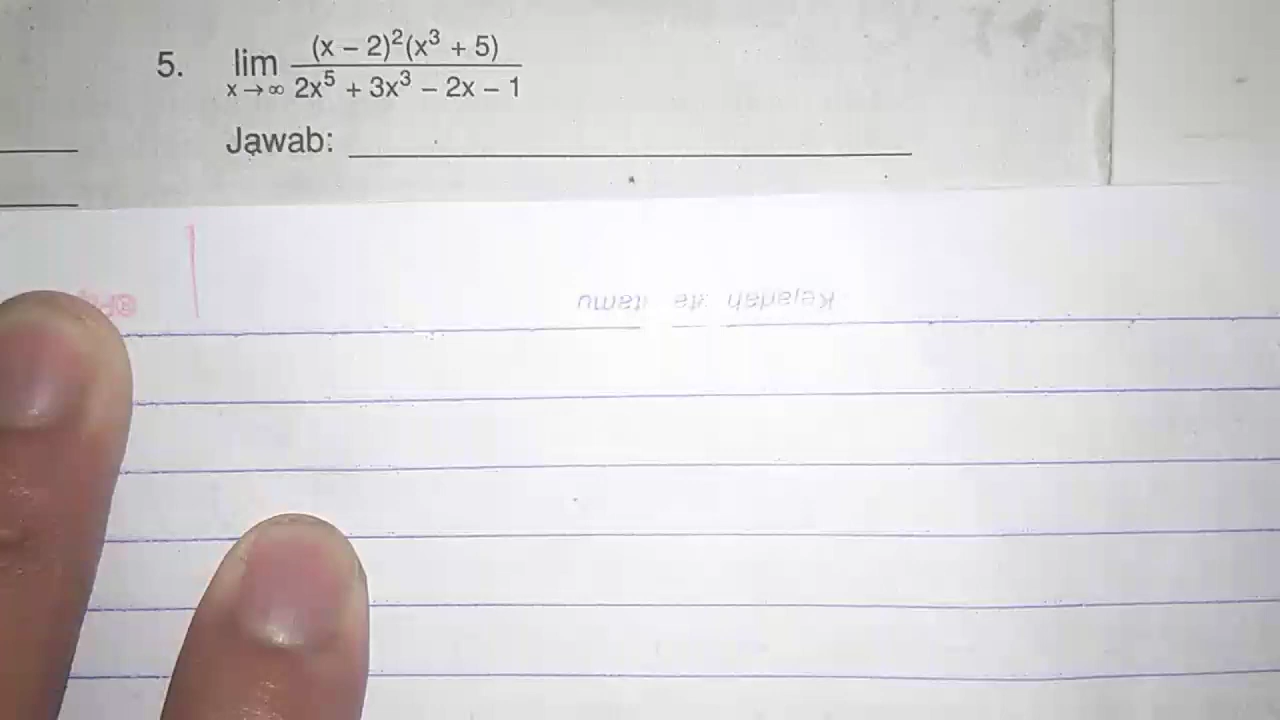 5. lim x→∞ (x – 2)²(x³ + 5) / 2x⁵ + 3x³ – 2x – 1
Jawab: